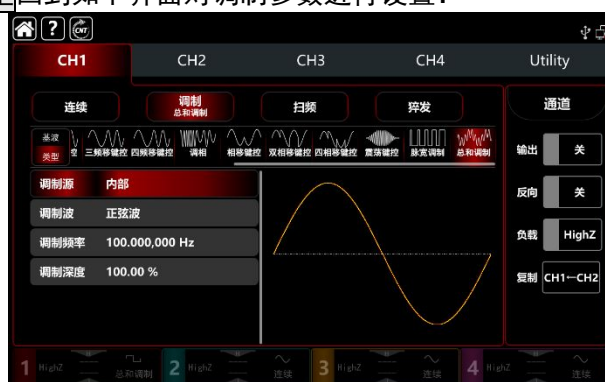 回到如下界面对调制参数进行设置：
? CNT
CH1 CH2 CH3 CH4 Utility
连续 调制 扫频 猝发 通道
总和调制
基波
类型 三频移键控 四频移键控 调相 相移键控 双相移键控 四相移键控 震荡键控 脉宽调制 总和调制
输出 关
调制源 内部
反向 关
调制波 正弦波
负载 HighZ
调制频率 100.000,000 Hz
调制深度 100.00 %
复制 CH1←CH2
1 HighZ 总和调制 2 HighZ 连续 3 HighZ 连续 4 HighZ 连续